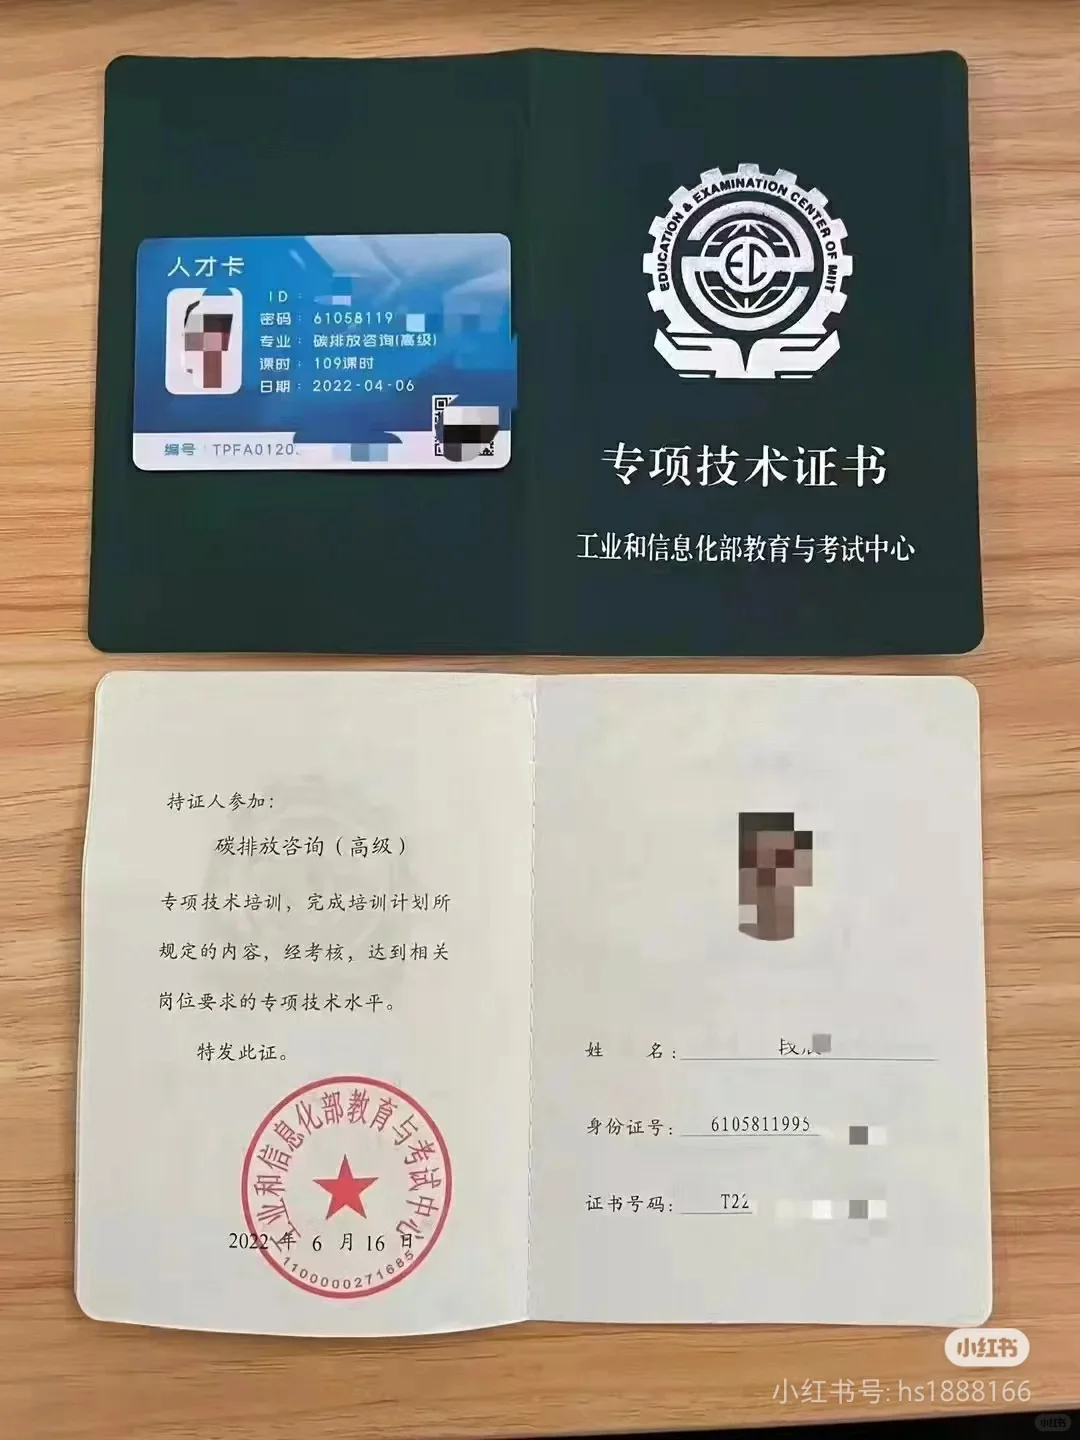 人才卡
ID:
密码: 61058119
专业: 碳排放咨询(高级)
课时: 109课时
日期: 2022-04-06
编号: TPFA0120
EDUCATION & EXAMINATION CENTER OF MIIT
EC
专项技术证书
工业和信息化部教育与考试中心
持证人参加:
碳排放咨询(高级)
专项技术培训，完成培训计划所
规定的内容，经考核，达到相关
岗位要求的专项技术水平。
特发此证。
工业和信息化部教育与考试中心
2022 年 6 月 16 日
1100000271685
姓 名:
身份证号: 6105811995
证书号码: T22
小红书
小红书号: hs1888166
小红书